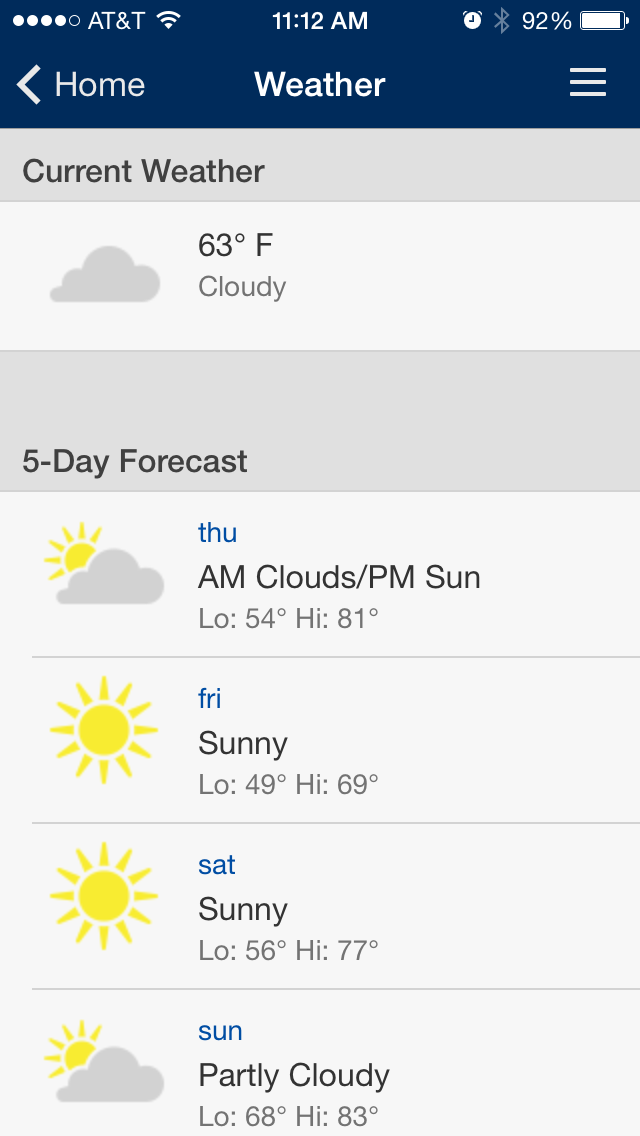 AT&T 11:12 AM 92%
Home Weather
Current Weather
63° F
Cloudy
5-Day Forecast
thu
AM Clouds/PM Sun
Lo: 54° Hi: 81°
fri
Sunny
Lo: 49° Hi: 69°
sat
Sunny
Lo: 56° Hi: 77°
sun
Partly Cloudy
Lo: 68° Hi: 83°